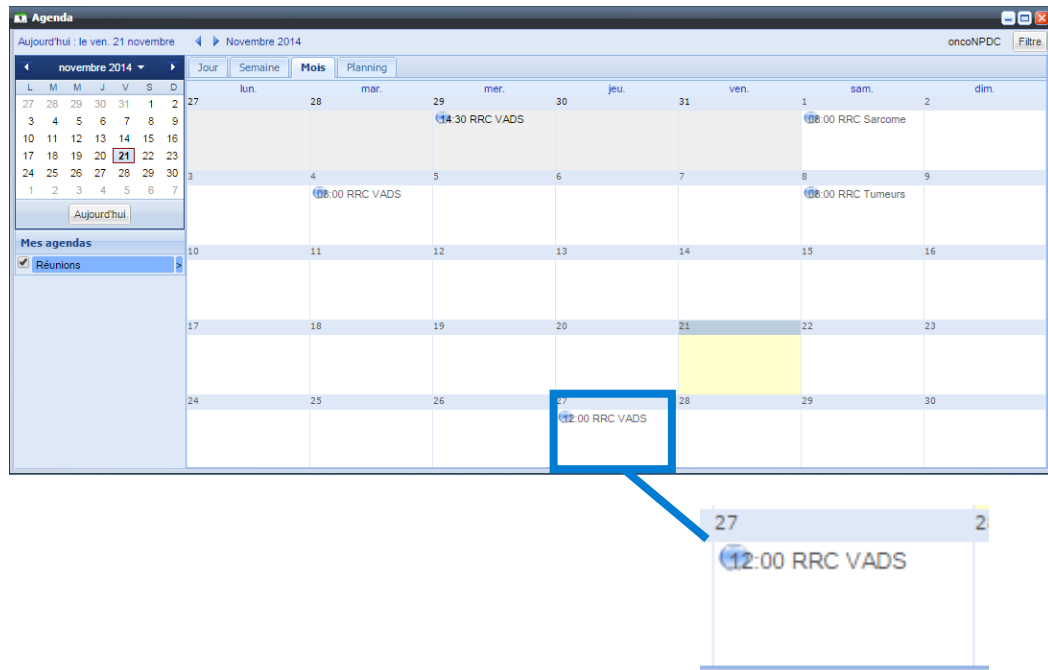 Agenda
Aujourd'hui : le ven. 21 novembre Novembre 2014 oncoNPDC Filtre
novembre 2014 Jour Semaine Mois Planning
L M M J V S D
27 28 29 30 31 1 2
3 4 5 6 7 8 9
10 11 12 13 14 15 16
17 18 19 20 21 22 23
24 25 26 27 28 29 30
1 2 3 4 5 6 7
Aujourd'hui
Mes agendas
Réunions >
lun. mar. mer. jeu. ven. sam. dim.
27 28 29 30 31 1 2
14:30 RRC VADS 08:00 RRC Sarcome
3 4 5 6 7 8 9
08:00 RRC VADS 08:00 RRC Tumeurs
10 11 12 13 14 15 16
17 18 19 20 21 22 23
24 25 26 27 28 29 30
12:00 RRC VADS
27
12:00 RRC VADS